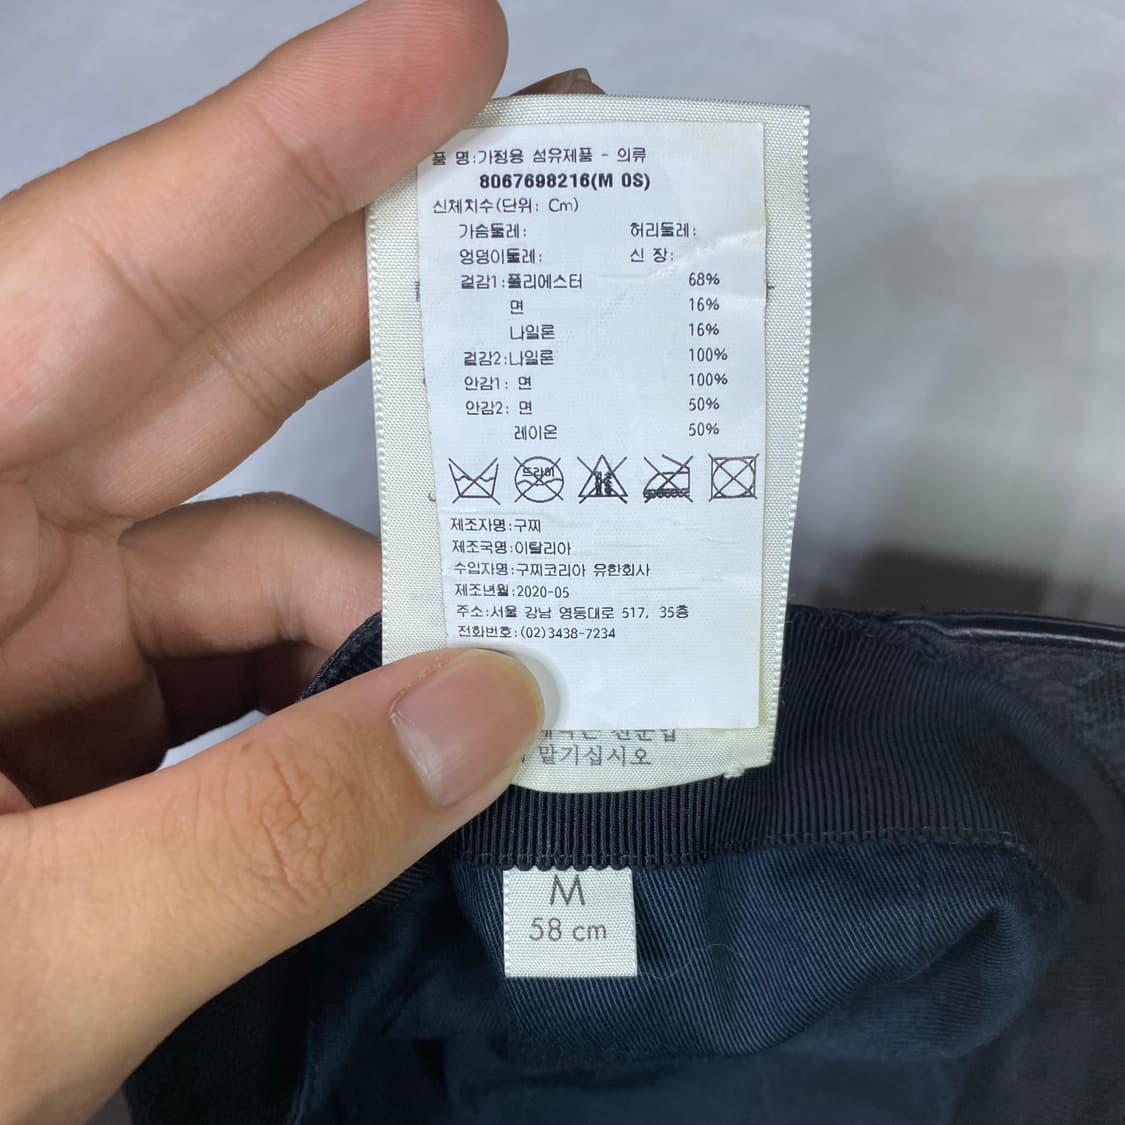 품 명:가정용 섬유제품 - 의류
8067698216(M 0S)
신체치수(단위: Cm)
가슴둘레: 허리둘레:
엉덩이둘레: 신 장:
겉감1:폴리에스터 68%
면 16%
나일론 16%
겉감2:나일론 100%
안감1: 면 100%
안감2: 면 50%
레이온 50%
드라이
제조자명:구찌
제조국명:이탈리아
수입자명:구찌코리아 유한회사
제조년월:2020-05
주소:서울 강남 영동대로 517, 35층
전화번호:(02)3438-7234
맡기십시오
M
58 cm